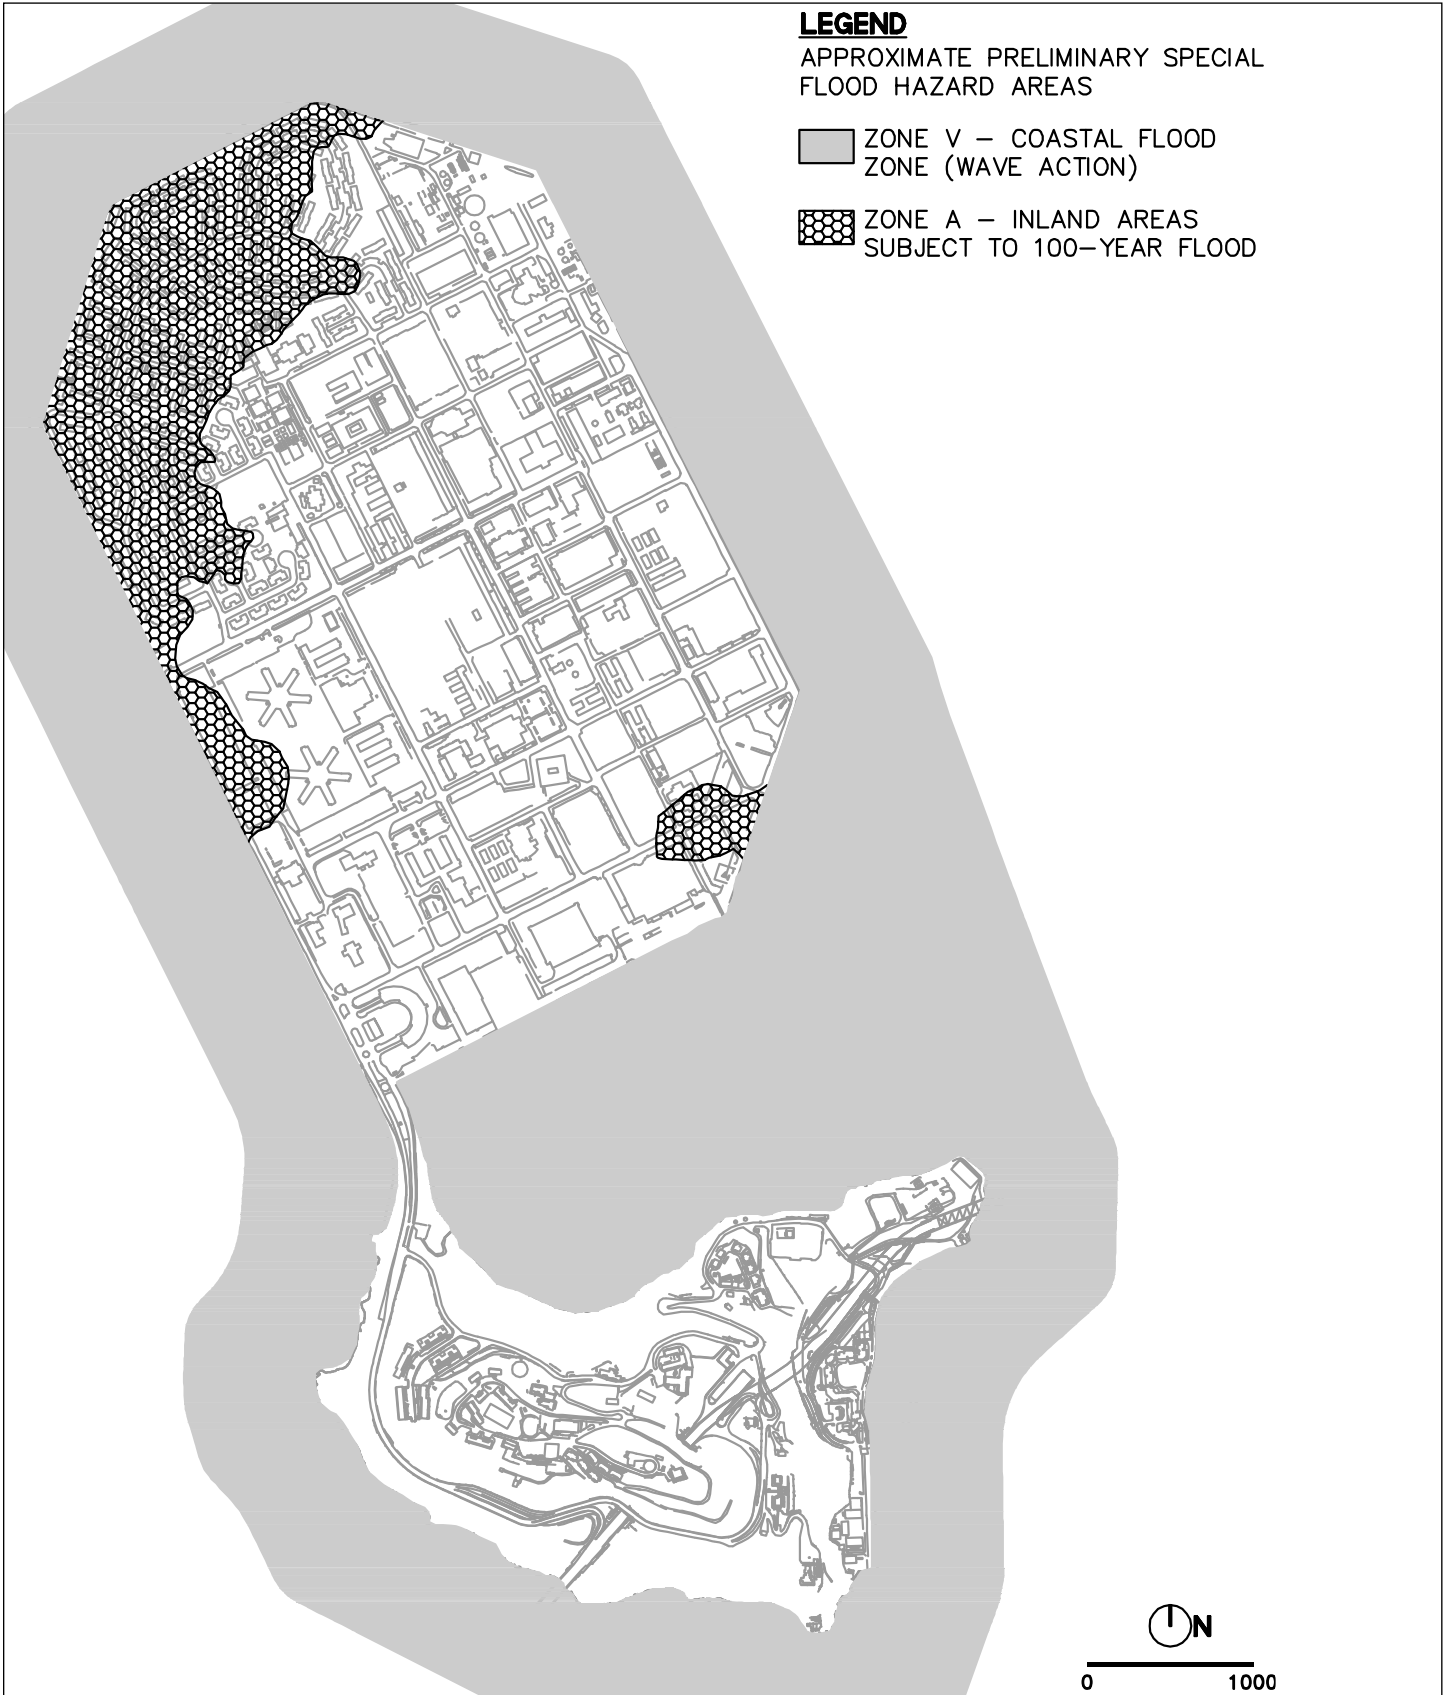 LEGEND
APPROXIMATE PRELIMINARY SPECIAL
FLOOD HAZARD AREAS
ZONE V – COASTAL FLOOD
ZONE (WAVE ACTION)
ZONE A – INLAND AREAS
SUBJECT TO 100–YEAR FLOOD
N
0 1000